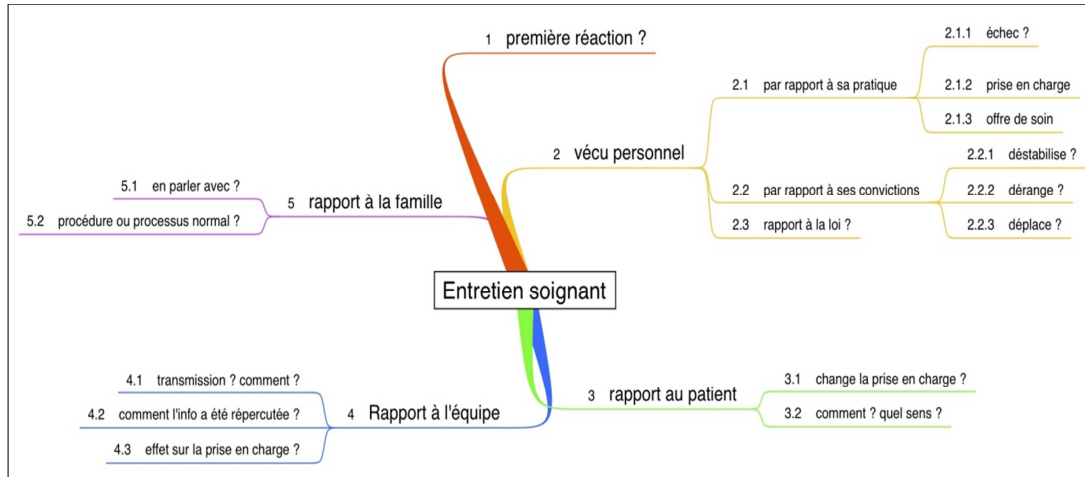 1 première réaction ?
2 vécu personnel
2.1 par rapport à sa pratique
2.1.1 échec ?
2.1.2 prise en charge
2.1.3 offre de soin
2.2 par rapport à ses convictions
2.2.1 déstabilise ?
2.2.2 dérange ?
2.2.3 déplace ?
2.3 rapport à la loi ?
5 rapport à la famille
5.1 en parler avec ?
5.2 procédure ou processus normal ?
Entretien soignant
3 rapport au patient
3.1 change la prise en charge ?
3.2 comment ? quel sens ?
4 Rapport à l'équipe
4.1 transmission ? comment ?
4.2 comment l'info a été répercutée ?
4.3 effet sur la prise en charge ?